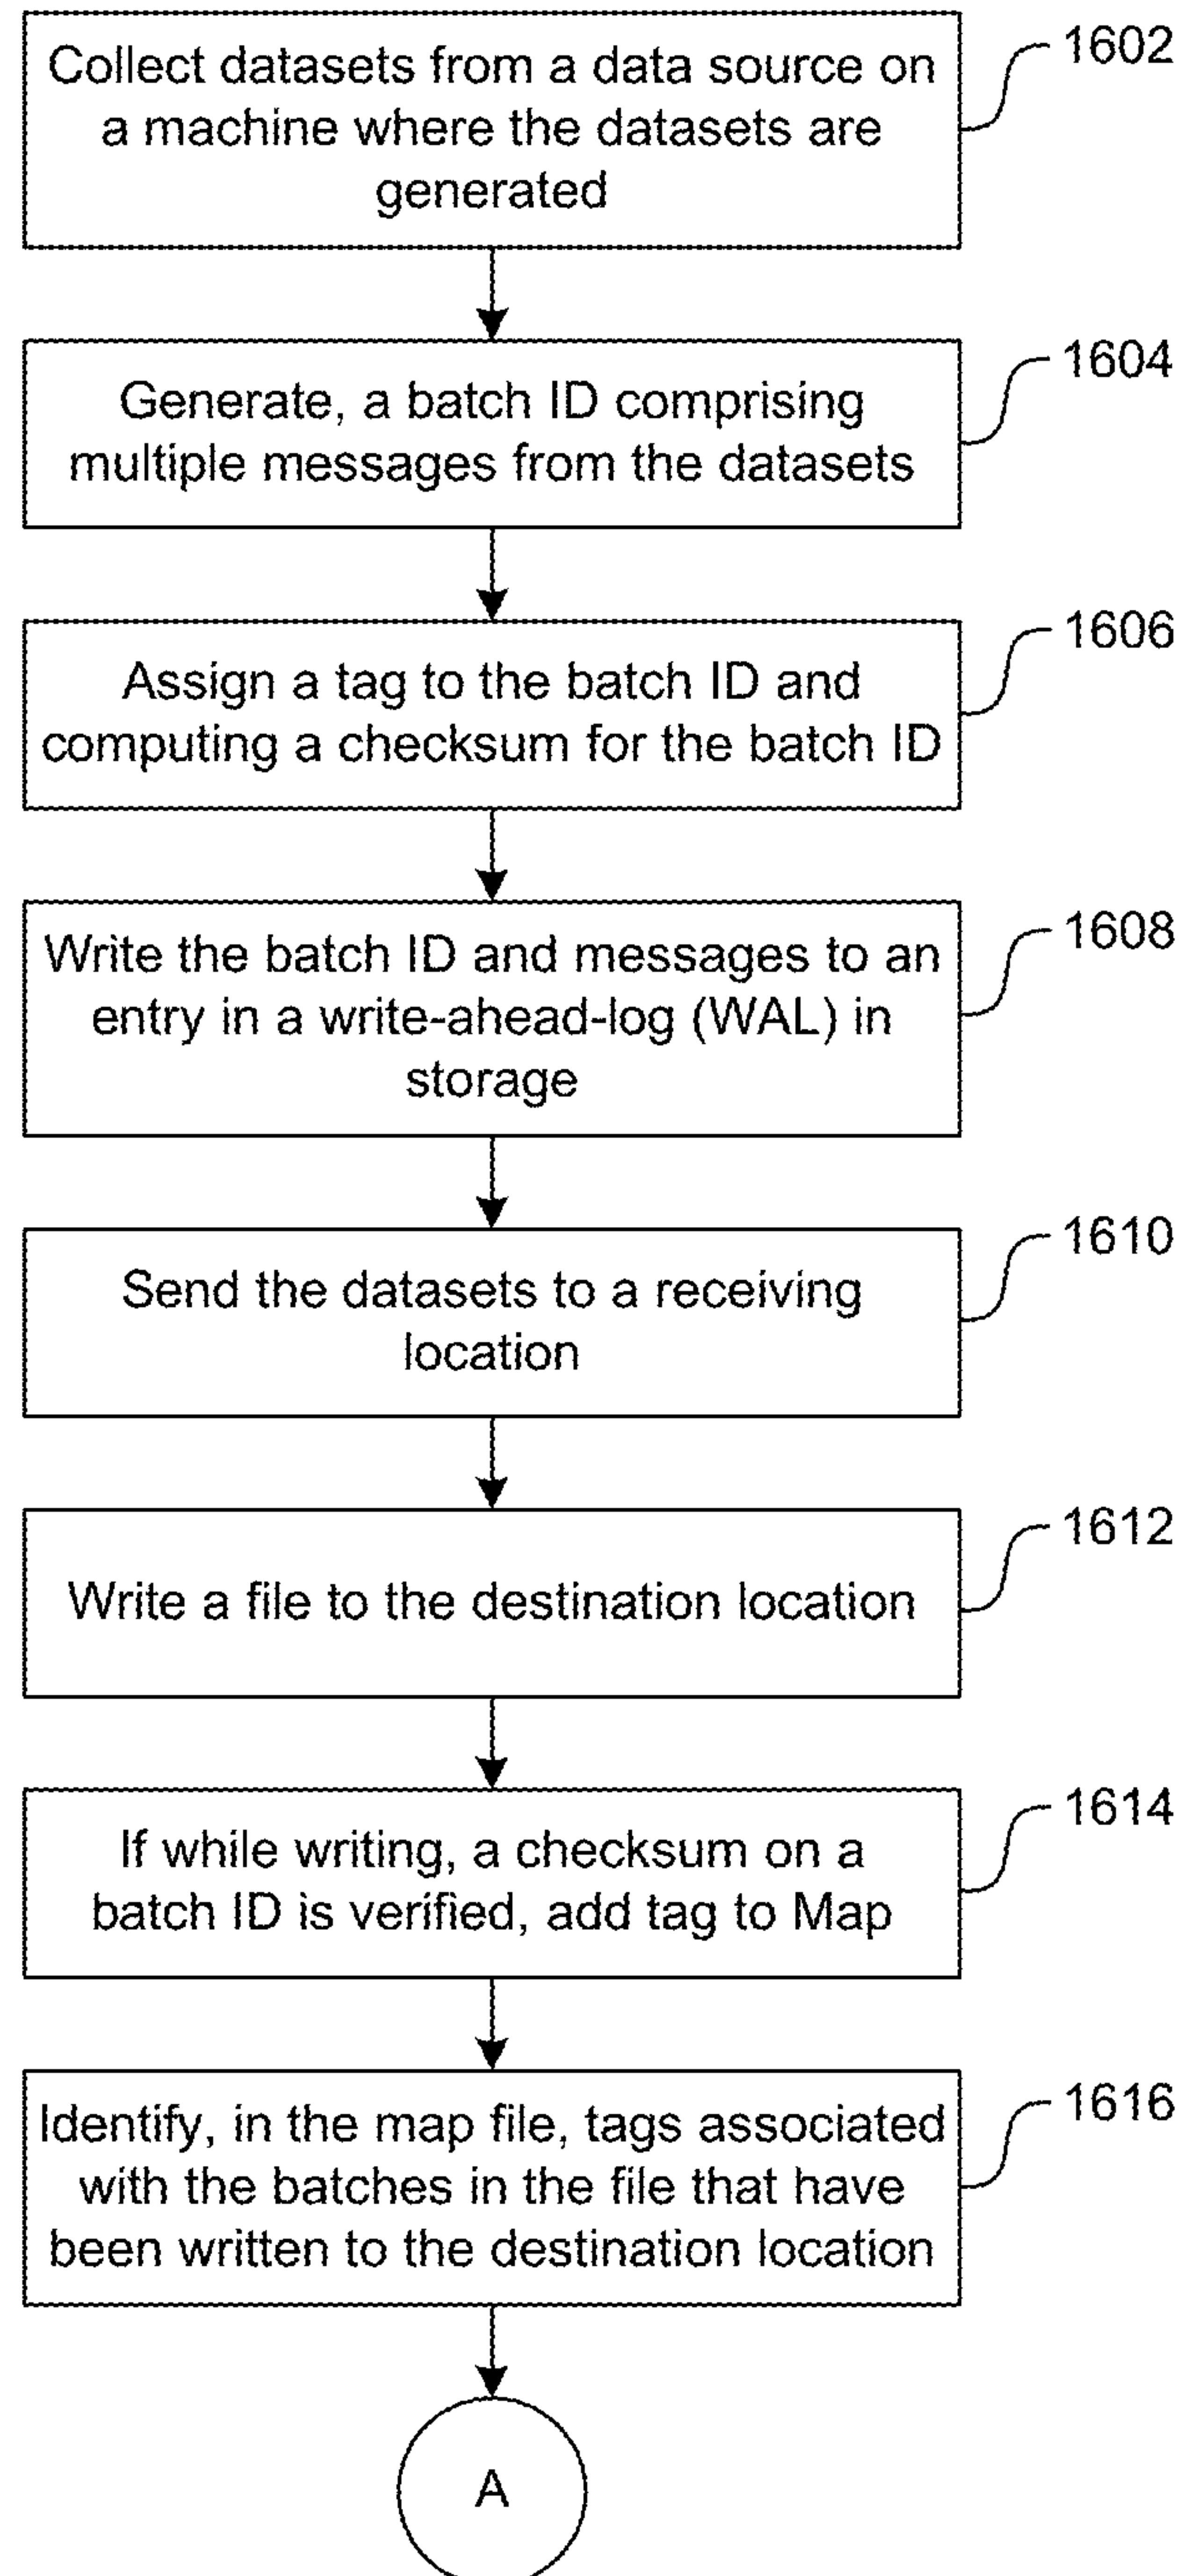 Collect datasets from a data source on
a machine where the datasets are
generated
1602
Generate, a batch ID comprising
multiple messages from the datasets
1604
Assign a tag to the batch ID and
computing a checksum for the batch ID
1606
Write the batch ID and messages to an
entry in a write-ahead-log (WAL) in
storage
1608
Send the datasets to a receiving
location
1610
Write a file to the destination location
1612
If while writing, a checksum on a
batch ID is verified, add tag to Map
1614
Identify, in the map file, tags associated
with the batches in the file that have
been written to the destination location
1616
A